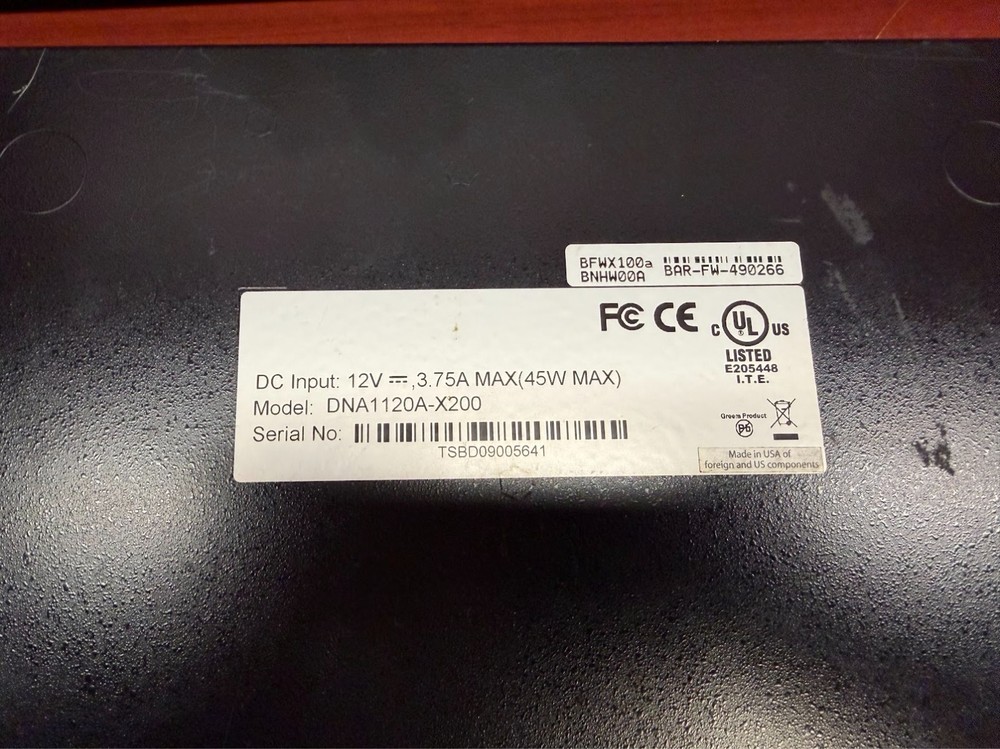 BFWX100a
BNHW00A
BAR-FW-490266
FC CE
C UL US
®
LISTED
E205448
I.T.E.
DC Input: 12V ⎓,3.75A MAX(45W MAX)
Model: DNA1120A-X200
Serial No:
TSBD09005641
Green Product
Pb
Made in USA of
foreign and US components